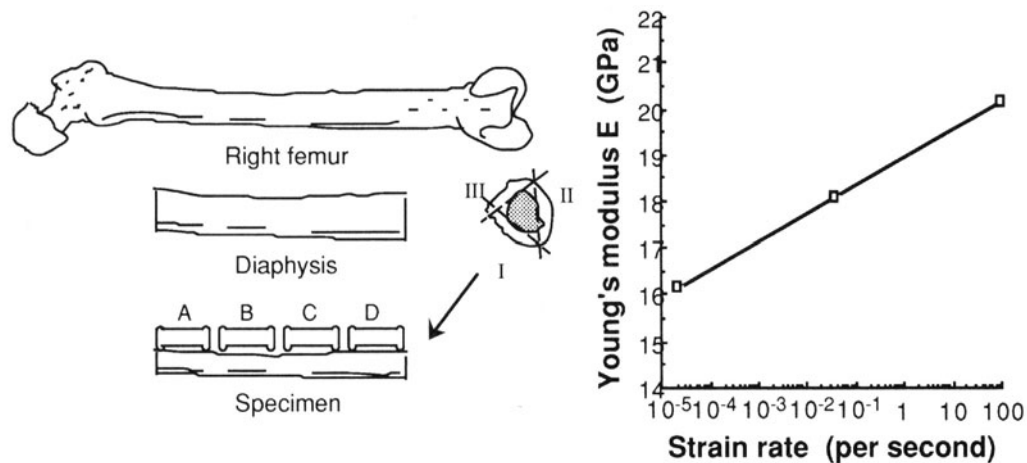 Right femur
III
II
Diaphysis
I
A B C D
Specimen
Young's modulus E (GPa)
22
21
20
19
18
17
16
15
14
10-5 10-4 10-3 10-2 10-1 1 10 100
Strain rate (per second)